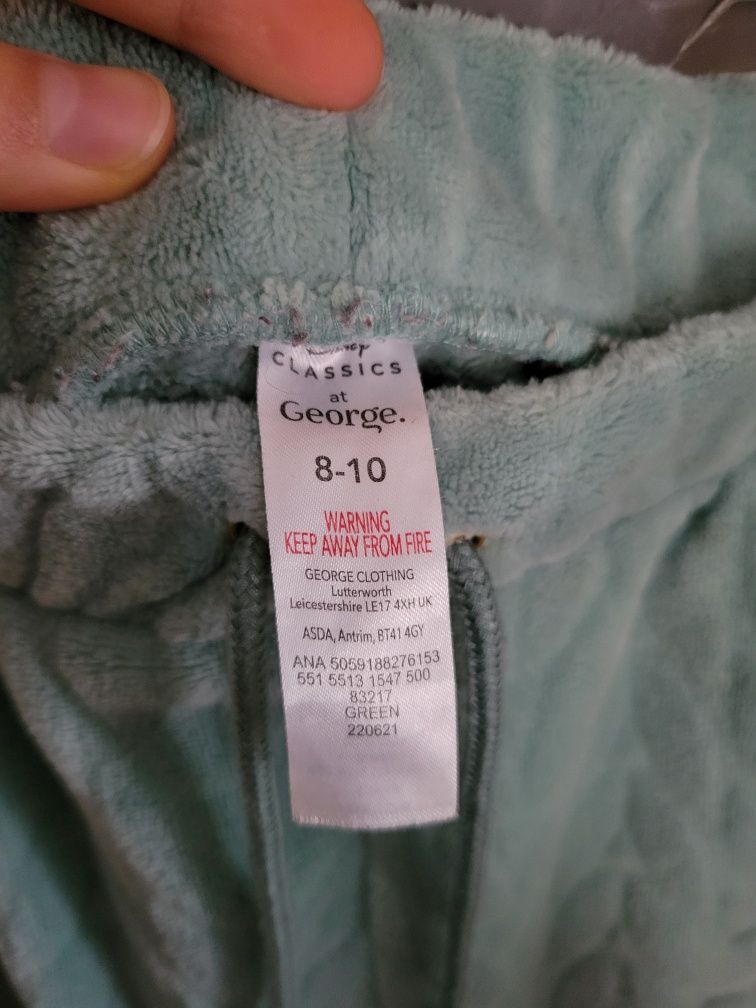 CLASSICS
at
George.
8-10
WARNING
KEEP AWAY FROM FIRE
GEORGE CLOTHING
Lutterworth
Leicestershire LE17 4XH UK
ASDA, Antrim, BT41 4GY
ANA 5059188276153
551 5513 1547 500
83217
GREEN
220621